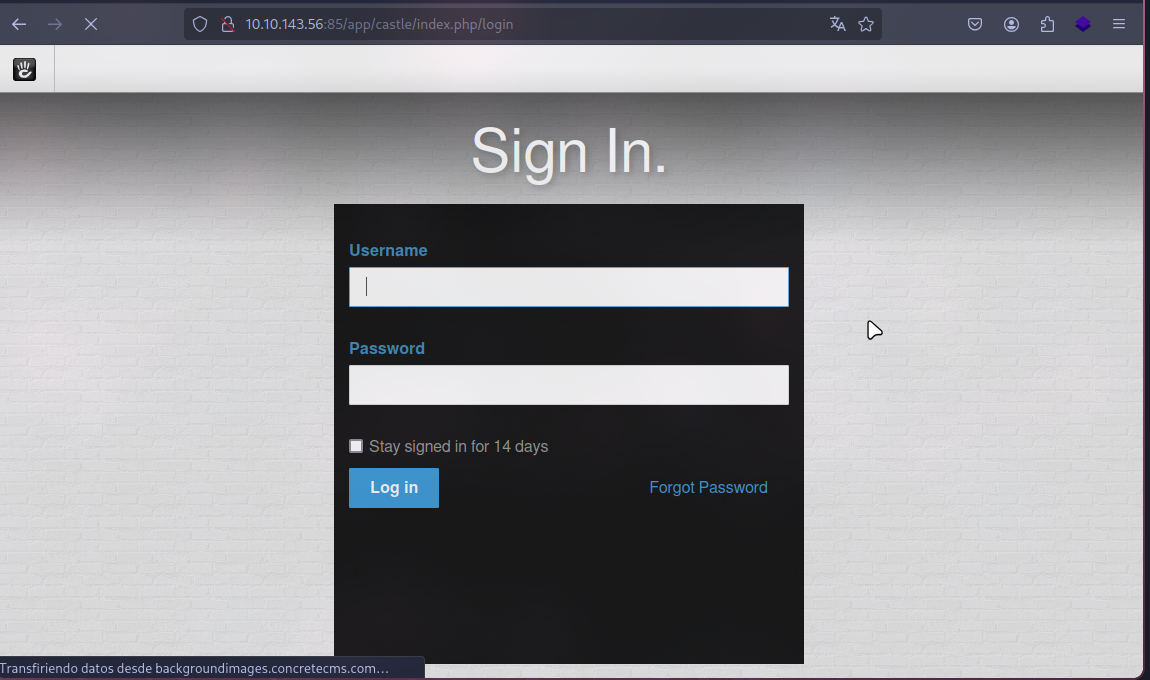 10.10.143.56:85/app/castle/index.php/login
Sign In.
Username
Password
Stay signed in for 14 days
Log in
Forgot Password
Transfiriendo datos desde backgroundimages.concretecms.com…